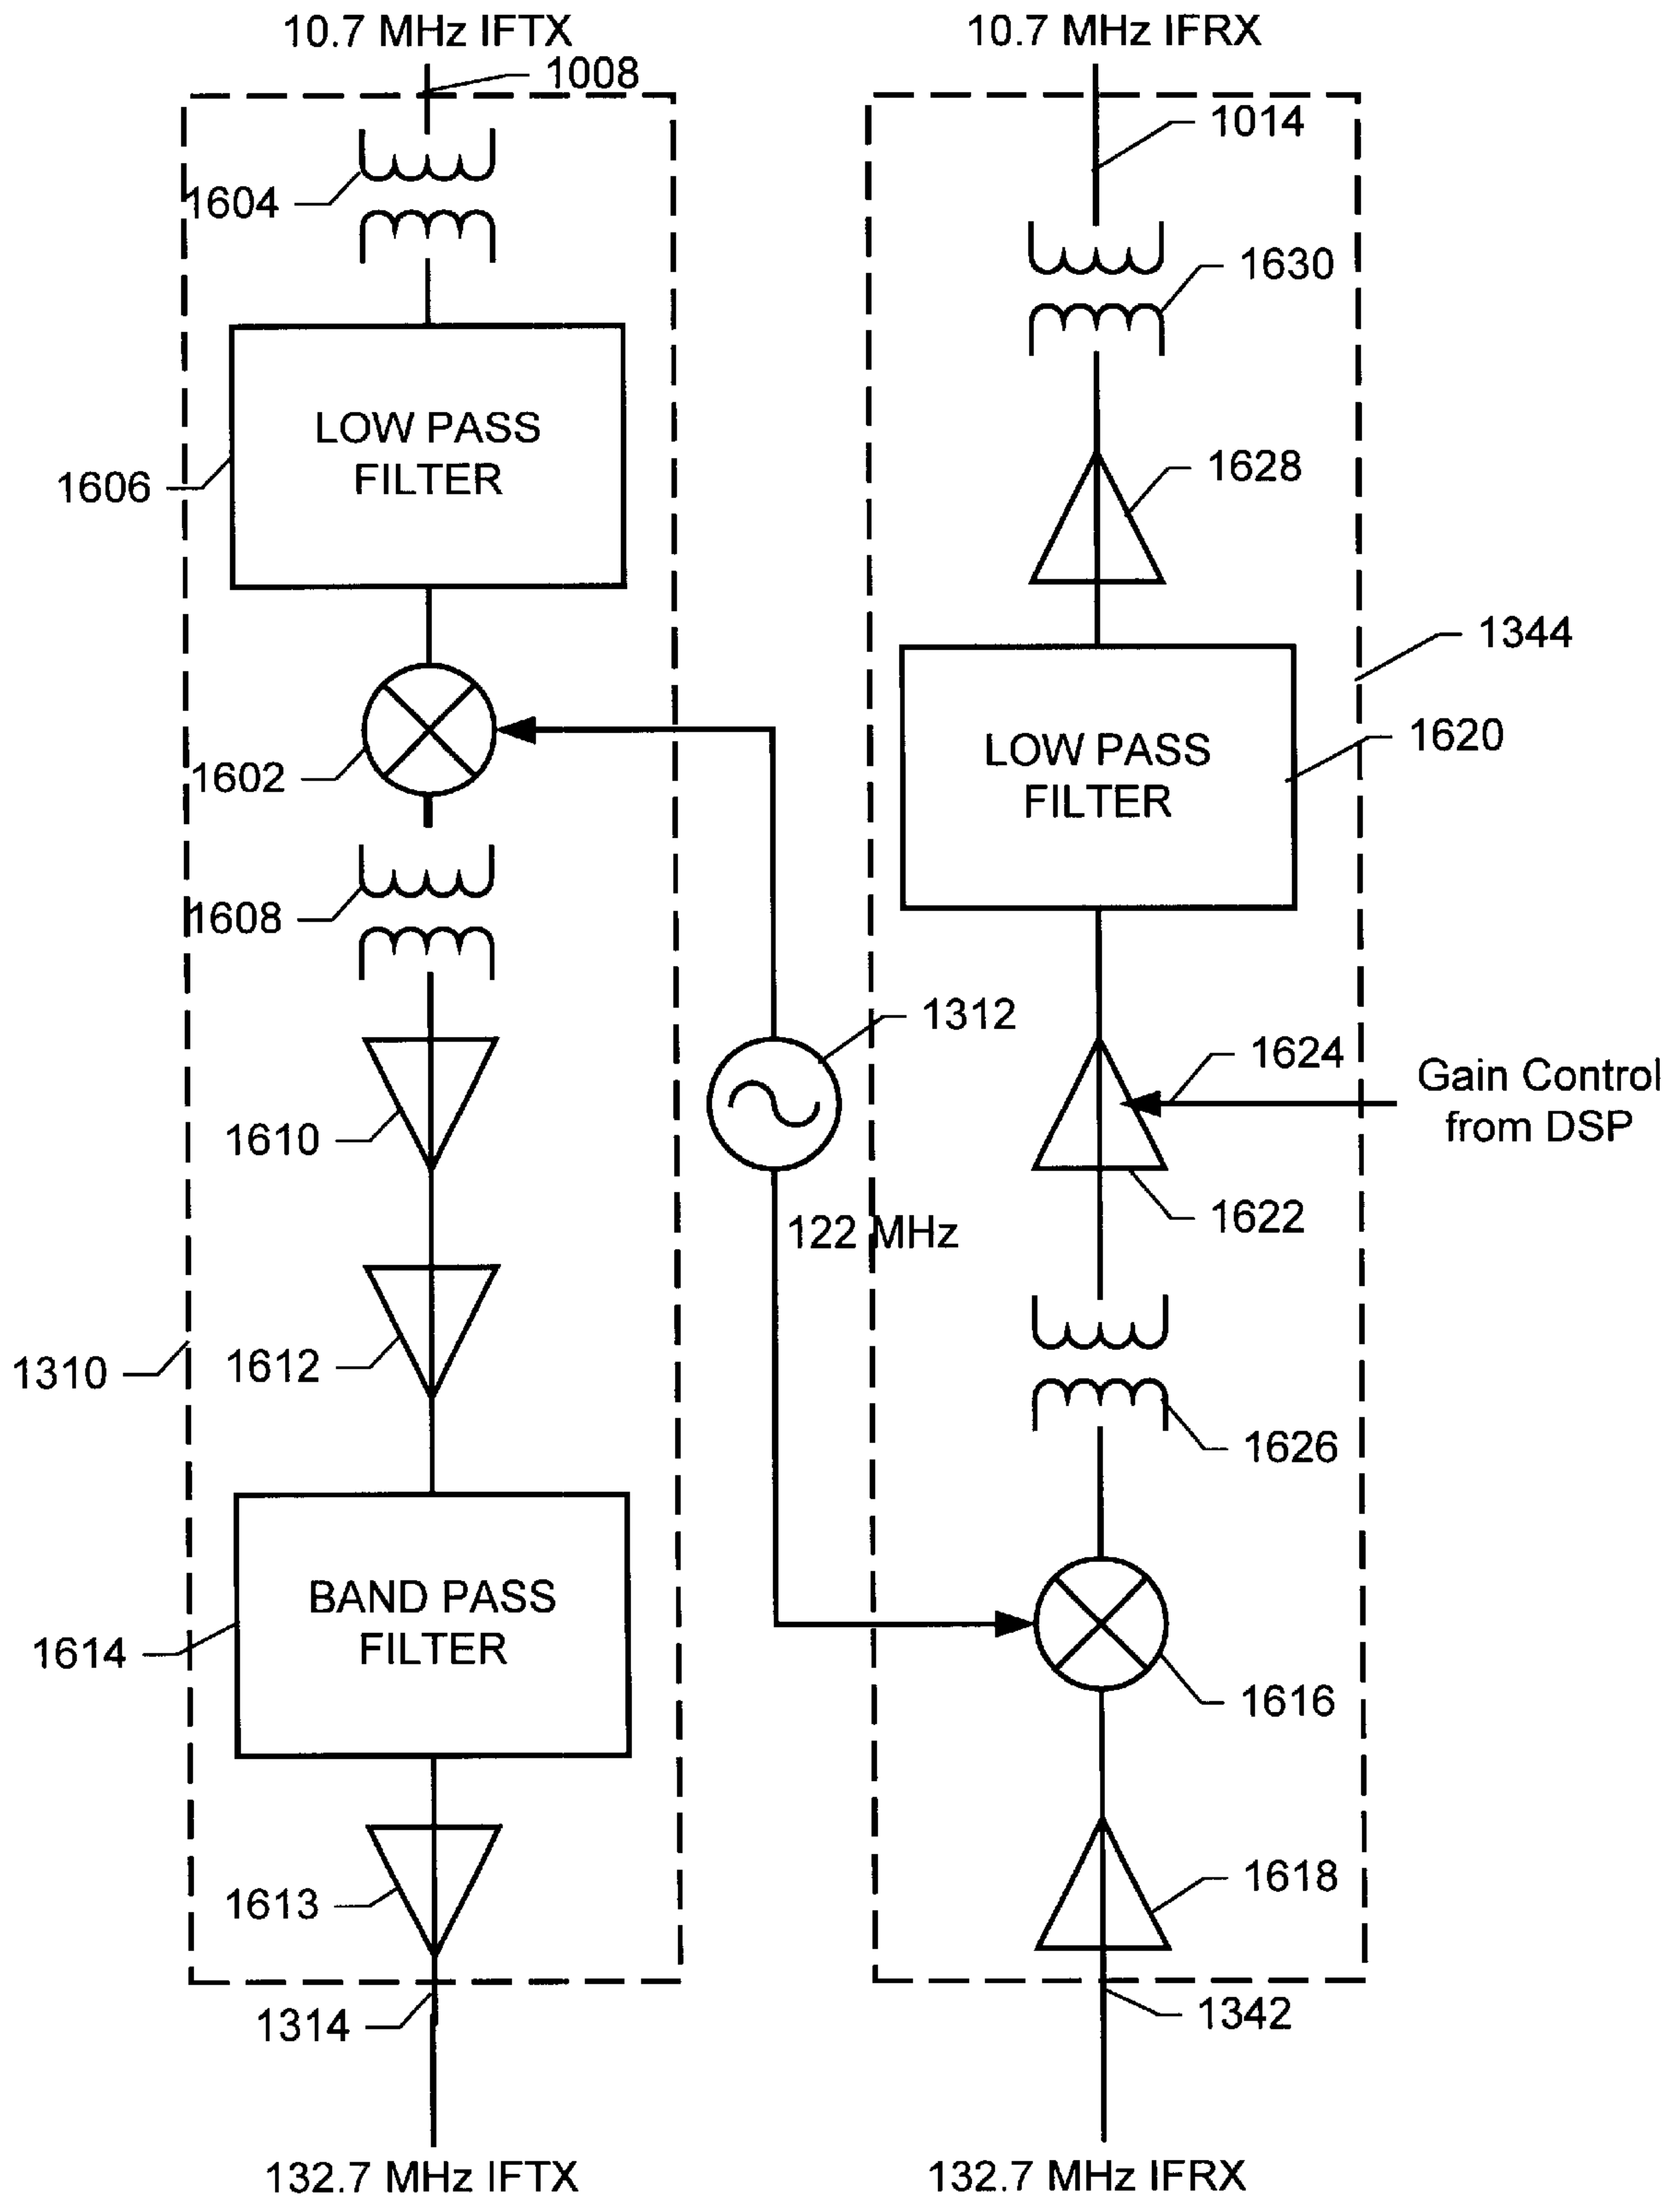 10.7 MHz IFTX
10.7 MHz IFRX
1008
1014
1604
1630
LOW PASS
FILTER
1606
1628
1344
LOW PASS
FILTER
1620
1602
1608
1312
1624
Gain Control
from DSP
1610
1622
122 MHz
1612
1310
1626
BAND PASS
FILTER
1614
1616
1613
1618
1314
1342
132.7 MHz IFTX
132.7 MHz IFRX